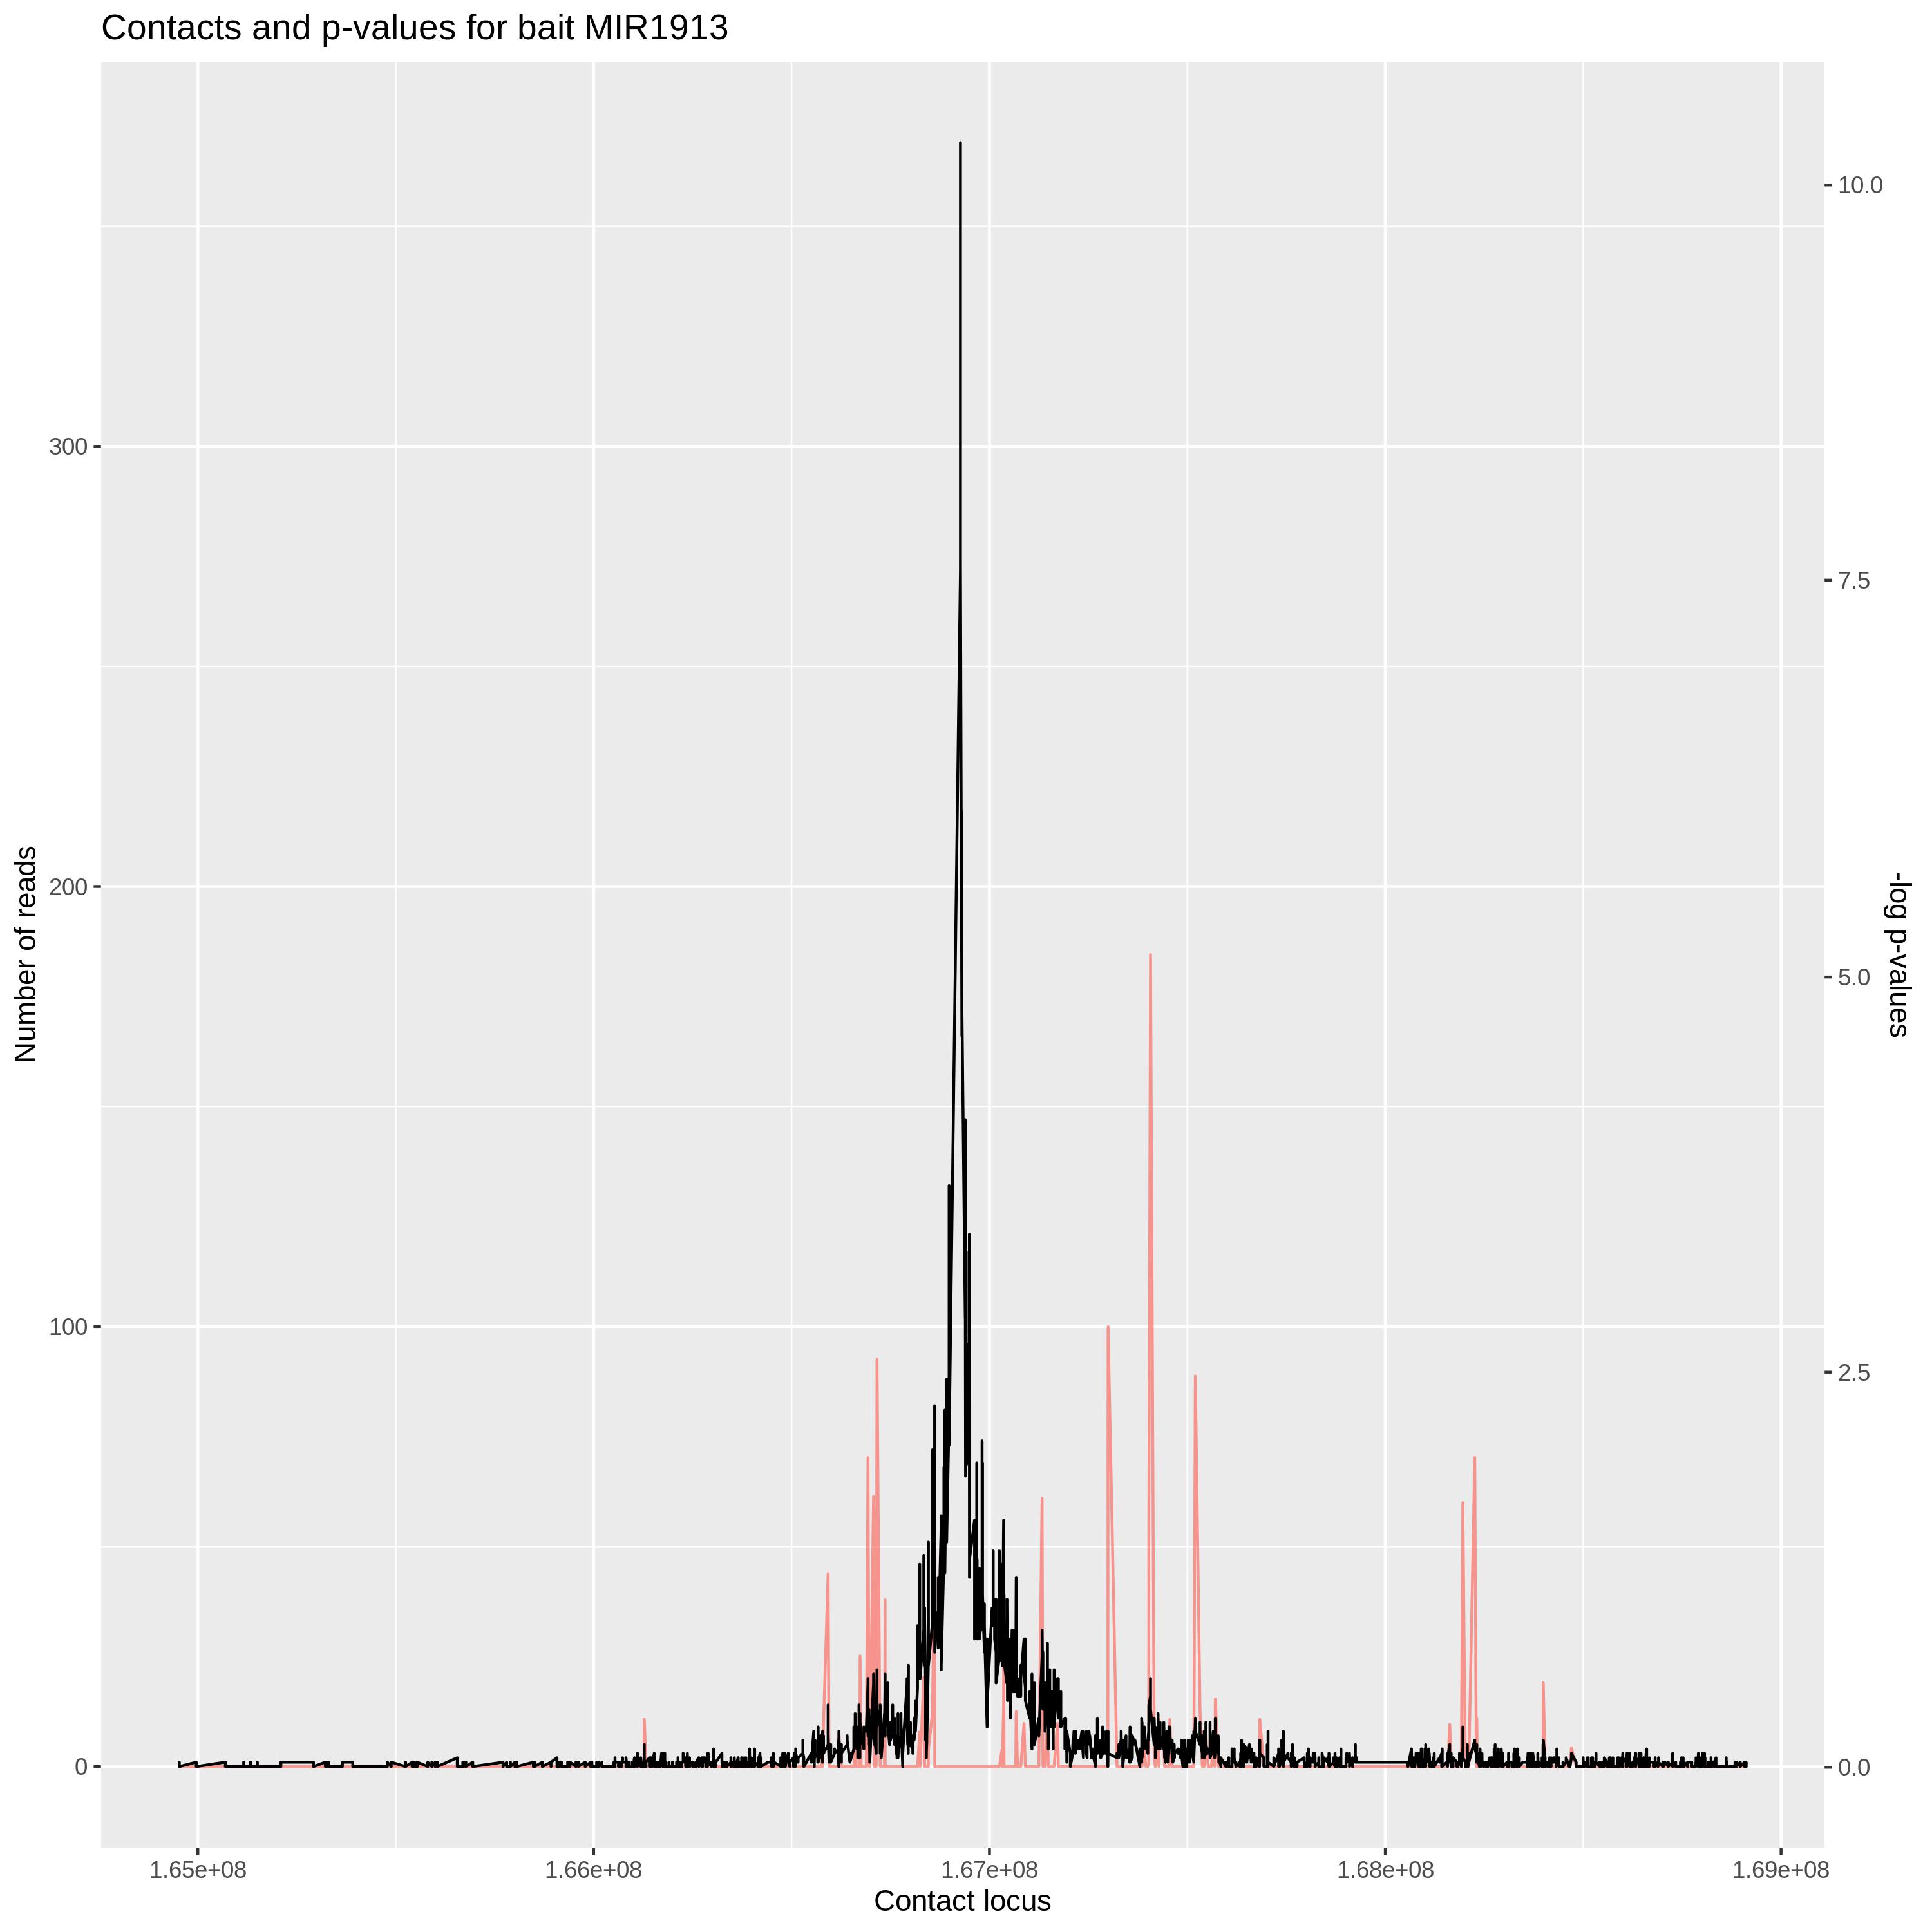 Contacts and p-values for bait MIR1913
Number of reads
300
200
100
0
10.0
7.5
5.0
2.5
0.0
-log p-values
1.65e+08
1.66e+08
1.67e+08
1.68e+08
1.69e+08
Contact locus